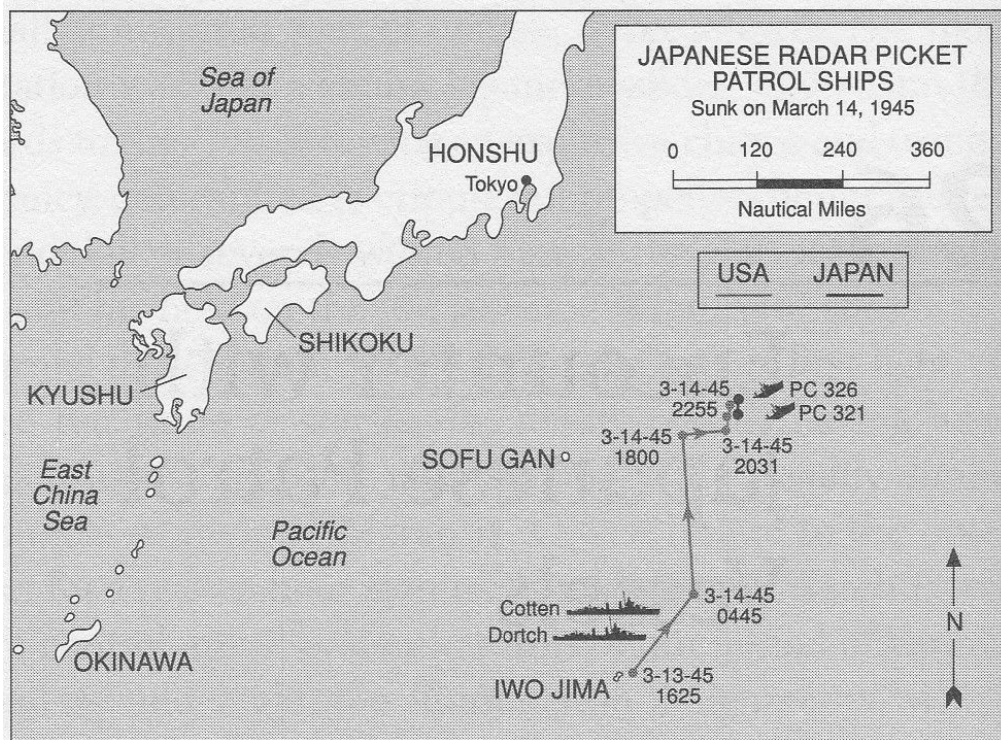 JAPANESE RADAR PICKET
PATROL SHIPS
Sunk on March 14, 1945
0 120 240 360
Nautical Miles
USA JAPAN
Sea of
Japan
HONSHU
Tokyo
SHIKOKU
KYUSHU
3-14-45
2255
PC 326
PC 321
3-14-45
1800
3-14-45
2031
SOFU GAN
East
China
Sea
Pacific
Ocean
3-14-45
0445
Cotten
Dortch
N
OKINAWA
IWO JIMA
3-13-45
1625